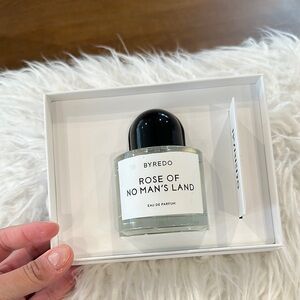 BYREDO
ROSE OF
NO MAN'S LAND
EAU DE PARFUM